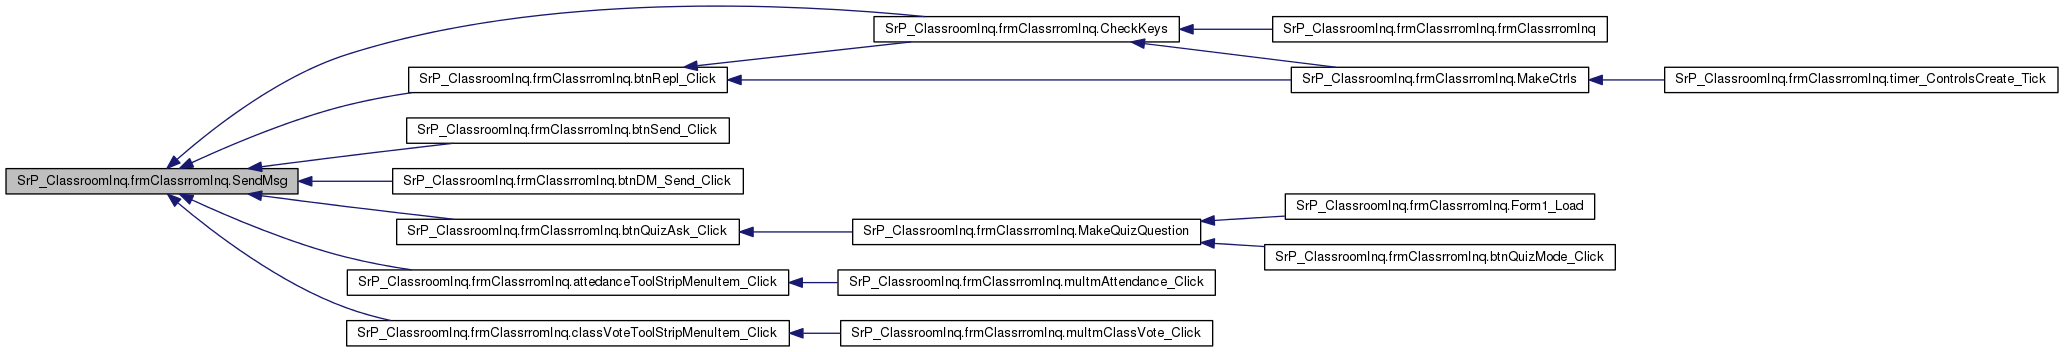 SrP_ClassroomInq.frmClassrromInq.CheckKeys
SrP_ClassroomInq.frmClassrromInq.frmClassrromInq
SrP_ClassroomInq.frmClassrromInq.btnRepl_Click
SrP_ClassroomInq.frmClassrromInq.MakeCtrls
SrP_ClassroomInq.frmClassrromInq.timer_ControlsCreate_Tick
SrP_ClassroomInq.frmClassrromInq.btnSend_Click
SrP_ClassroomInq.frmClassrromInq.SendMsg
SrP_ClassroomInq.frmClassrromInq.btnDM_Send_Click
SrP_ClassroomInq.frmClassrromInq.Form1_Load
SrP_ClassroomInq.frmClassrromInq.btnQuizAsk_Click
SrP_ClassroomInq.frmClassrromInq.MakeQuizQuestion
SrP_ClassroomInq.frmClassrromInq.btnQuizMode_Click
SrP_ClassroomInq.frmClassrromInq.attedanceToolStripMenuItem_Click
SrP_ClassroomInq.frmClassrromInq.multmAttendance_Click
SrP_ClassroomInq.frmClassrromInq.classVoteToolStripMenuItem_Click
SrP_ClassroomInq.frmClassrromInq.multmClassVote_Click